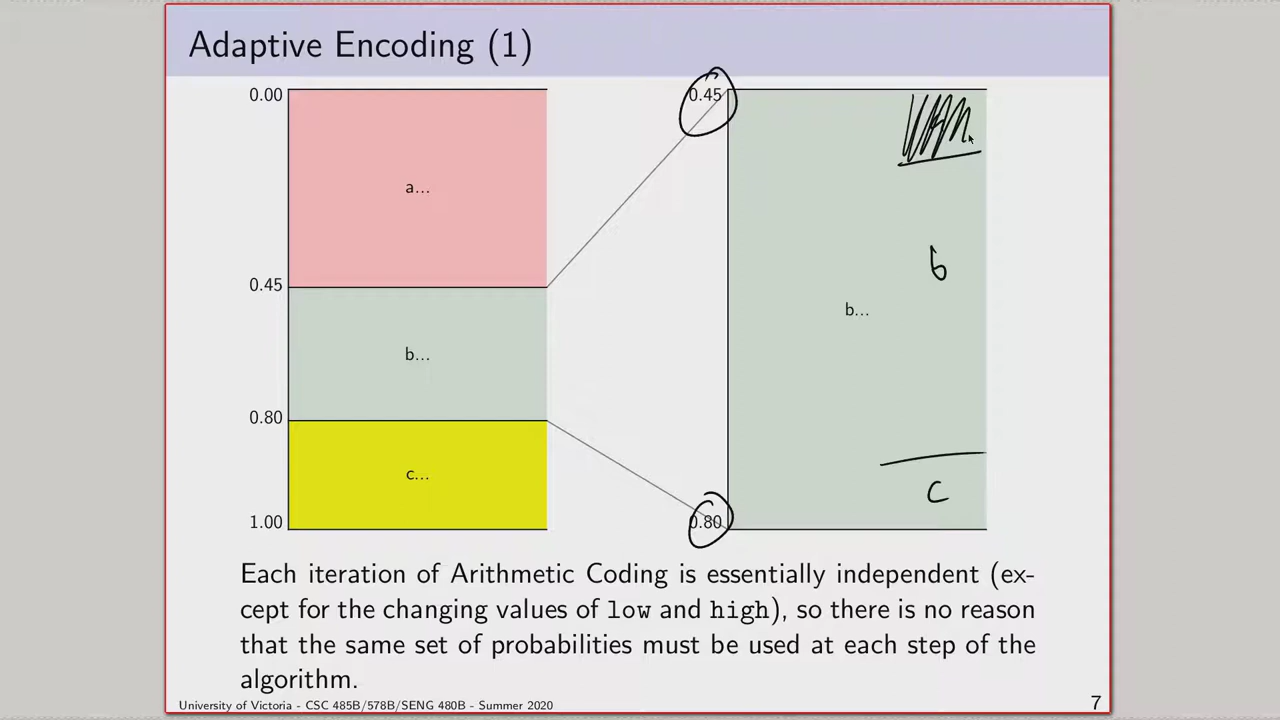 Adaptive Encoding (1)
0.00
a...
0.45
b...
0.80
c...
1.00
0.45
b
b...
c
0.80
Each iteration of Arithmetic Coding is essentially independent (ex-
cept for the changing values of low and high), so there is no reason
that the same set of probabilities must be used at each step of the
algorithm.
University of Victoria - CSC 485B/578B/SENG 480B - Summer 2020
7